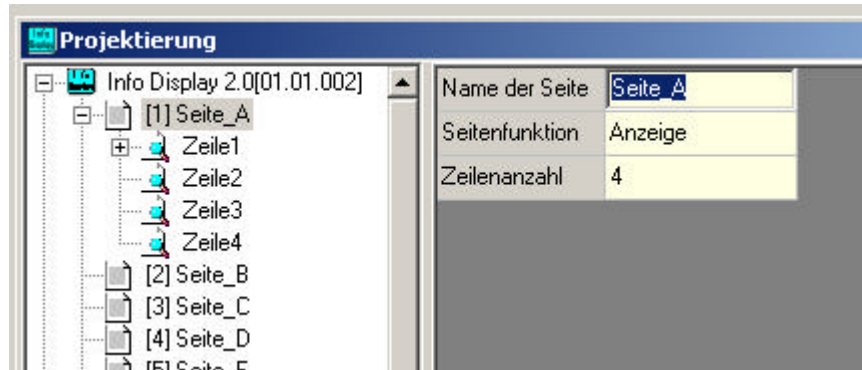 Projektierung
Info Display 2.0[01.01.002]
[1] Seite_A
Zeile1
Zeile2
Zeile3
Zeile4
[2] Seite_B
[3] Seite_C
[4] Seite_D
Name der Seite Seite_A
Seitenfunktion Anzeige
Zeilenanzahl 4